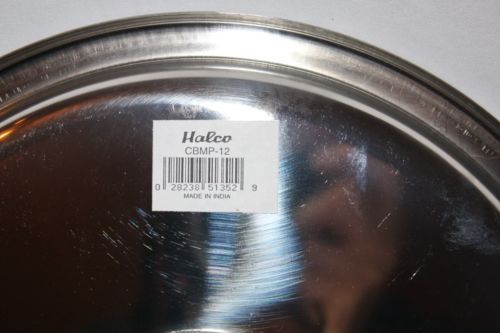 Halco
CBMP-12
0 28238 51352 9
MADE IN INDIA